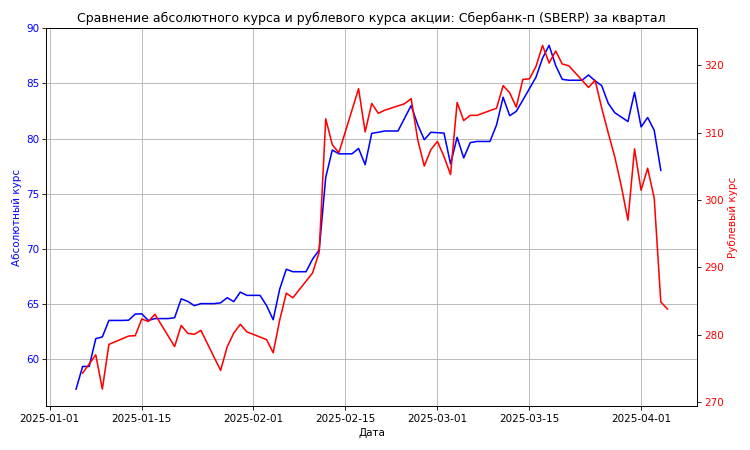 Сравнение абсолютного курса и рублевого курса акции: Сбербанк-п (SBERP) за квартал
90
85
80
75
70
65
60
Абсолютный курс
320
310
300
290
280
270
Рублевый курс
2025-01-01 2025-01-15 2025-02-01 2025-02-15 2025-03-01 2025-03-15 2025-04-01
Дата